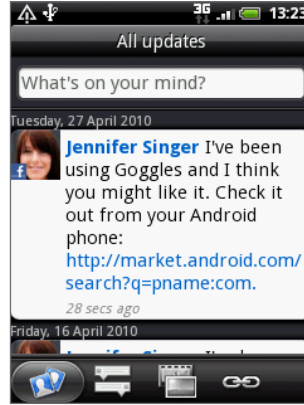 3G 13:23
All updates
What's on your mind?
Tuesday, 27 April 2010
Jennifer Singer I've been
using Goggles and I think
you might like it. Check it
out from your Android
phone:
http://market.android.com/
search?q=pname:com.
28 secs ago
Friday, 16 April 2010